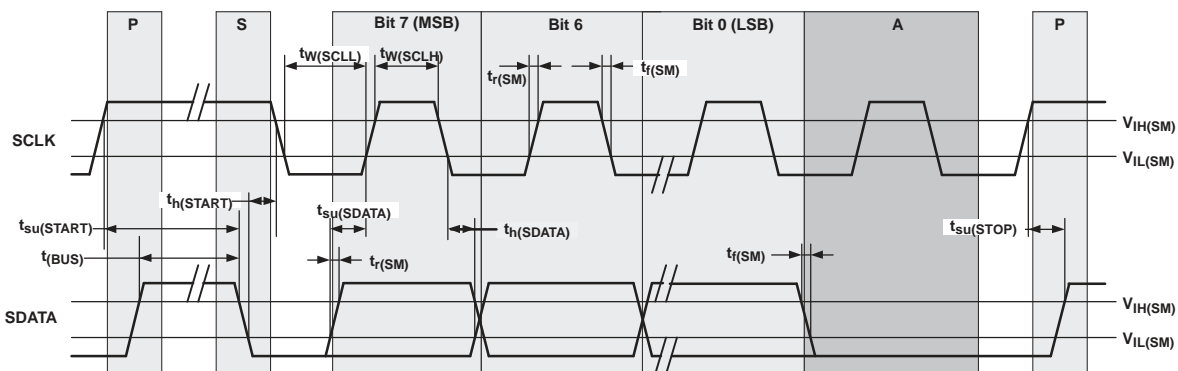 P
S
Bit 7 (MSB)
Bit 6
Bit 0 (LSB)
A
P
tW(SCLL)
tW(SCLH)
tr(SM)
tf(SM)
SCLK
VIH(SM)
VIL(SM)
th(START)
tsu(START)
tsu(SDATA)
th(SDATA)
tsu(STOP)
t(BUS)
tr(SM)
tf(SM)
SDATA
VIH(SM)
VIL(SM)